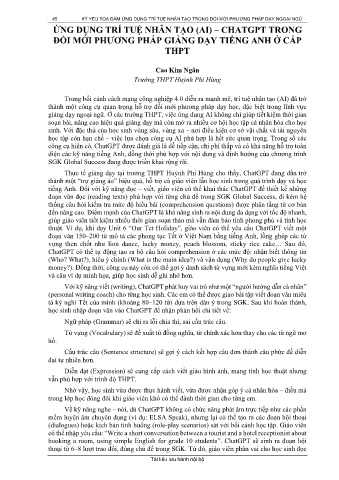 45 KỶ YẾU TỌA ĐÀM ỨNG DỤNG TRÍ TUỆ NHÂN TẠO TRONG ĐỔI MỚI PHƯƠNG PHÁP DẠY NGOẠI NGỮ
ỨNG DỤNG TRÍ TUỆ NHÂN TẠO (AI) – CHATGPT TRONG
ĐỔI MỚI PHƯƠNG PHÁP GIẢNG DẠY TIẾNG ANH Ở CẤP
THPT
Cao Kim Ngân
Trường THPT Huỳnh Phú Hùng
Trong bối cảnh cách mạng công nghiệp 4.0 diễn ra mạnh mẽ, trí tuệ nhân tạo (AI) đã trở
thành một công cụ quan trọng hỗ trợ đổi mới phương pháp dạy học, đặc biệt trong lĩnh vực
giảng dạy ngoại ngữ. Ở các trường THPT, việc ứng dụng AI không chỉ giúp tiết kiệm thời gian
soạn bài, nâng cao hiệu quả giảng dạy mà còn mở ra nhiều cơ hội học tập cá nhân hóa cho học
sinh. Với đặc thù của học sinh vùng sâu, vùng xa – nơi điều kiện cơ sở vật chất và tài nguyên
học tập còn hạn chế – việc lựa chọn công cụ AI phù hợp là hết sức quan trọng. Trong số các
công cụ hiện có, ChatGPT được đánh giá là dễ tiếp cận, chi phí thấp và có khả năng hỗ trợ toàn
diện các kỹ năng tiếng Anh, đồng thời phù hợp với nội dung và định hướng của chương trình
SGK Global Success đang được triển khai rộng rãi.
Thực tế giảng dạy tại trường THPT Huỳnh Phú Hùng cho thấy, ChatGPT đang dần trở
thành một “trợ giảng ảo” hiệu quả, hỗ trợ cả giáo viên lẫn học sinh trong quá trình dạy và học
tiếng Anh. Đối với kỹ năng đọc – viết, giáo viên có thể khai thác ChatGPT để thiết kế những
đoạn văn đọc (reading texts) phù hợp với từng chủ đề trong SGK Global Success, đi kèm hệ
thống câu hỏi kiểm tra mức độ hiểu bài (comprehension questions) được phân tầng từ cơ bản
đến nâng cao. Điểm mạnh của ChatGPT là khả năng sinh ra nội dung đa dạng với tốc độ nhanh,
giúp giáo viên tiết kiệm nhiều thời gian soạn thảo mà vẫn đảm bảo tính phong phú và tính học
thuật. Ví dụ, khi dạy Unit 6 “Our Tet Holiday”, giáo viên có thể yêu cầu ChatGPT viết một
đoạn văn 150–200 từ mô tả các phong tục Tết ở Việt Nam bằng tiếng Anh, lồng ghép các từ
vựng then chốt như lion dance, lucky money, peach blossom, sticky rice cake… Sau đó,
ChatGPT có thể tự động tạo ra bộ câu hỏi comprehension ở các mức độ: nhận biết thông tin
(Who? What?), hiểu ý chính (What is the main idea?) và vận dụng (Why do people give lucky
money?). Đồng thời, công cụ này còn có thể gợi ý danh sách từ vựng mới kèm nghĩa tiếng Việt
và câu ví dụ minh họa, giúp học sinh dễ ghi nhớ hơn.
Với kỹ năng viết (writing), ChatGPT phát huy vai trò như một “người hướng dẫn cá nhân”
(personal writing coach) cho từng học sinh. Các em có thể được giao bài tập viết đoạn văn miêu
tả kỳ nghỉ Tết của mình (khoảng 80–120 từ) dựa trên dàn ý trong SGK. Sau khi hoàn thành,
học sinh nhập đoạn văn vào ChatGPT để nhận phản hồi chi tiết về:
Ngữ pháp (Grammar) sẽ chỉ ra lỗi chia thì, sai cấu trúc câu.
Từ vựng (Vocabulary) sẽ đề xuất từ đồng nghĩa, từ chính xác hơn thay cho các từ ngữ mơ
hồ.
Cấu trúc câu (Sentence structure) sẽ gợi ý cách kết hợp câu đơn thành câu phức để diễn
đạt tự nhiên hơn.
Diễn đạt (Expression) sẽ cung cấp cách viết giàu hình ảnh, mang tính học thuật nhưng
vẫn phù hợp với trình độ THPT.
Nhờ vậy, học sinh vừa được thực hành viết, vừa được nhận góp ý cá nhân hóa – điều mà
trong lớp học đông đôi khi giáo viên khó có thể dành thời gian cho từng em.
Về kỹ năng nghe – nói, dù ChatGPT không có chức năng phát âm trực tiếp như các phần
mềm luyện âm chuyên dụng (ví dụ: ELSA Speak), nhưng lại có thể tạo ra các đoạn hội thoại
(dialogues) hoặc kịch bản tình huống (role-play scenarios) sát với bối cảnh học tập. Giáo viên
có thể nhập yêu cầu: “Write a short conversation between a tourist and a hotel receptionist about
booking a room, using simple English for grade 10 students”. ChatGPT sẽ sinh ra đoạn hội
thoại từ 6–8 lượt trao đổi, đúng chủ đề trong SGK. Từ đó, giáo viên phân vai cho học sinh đọc
Tài liệu lưu hành nội bộ